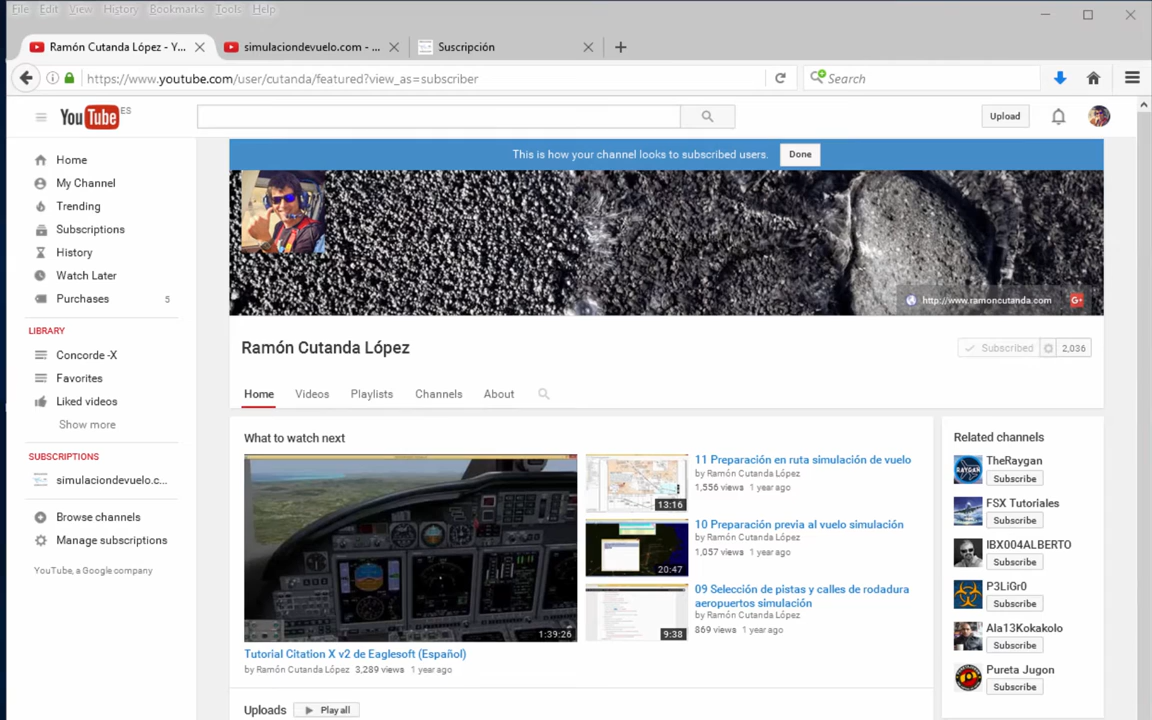 File Edit View History Bookmarks Tools Help
Ramón Cutanda López - Y...
simulaciondevuelo.com - ...
Suscripción
https://www.youtube.com/user/cutanda/featured?view_as=subscriber
Search
YouTube ES
Upload
This is how your channel looks to subscribed users.
Done
Home
My Channel
Trending
Subscriptions
History
Watch Later
Purchases 5
LIBRARY
Concorde -X
Favorites
Liked videos
Show more
SUBSCRIPTIONS
simulaciondevuelo.c...
Browse channels
Manage subscriptions
YouTube, a Google company
http://www.ramoncutanda.com
G+
Ramón Cutanda López
Subscribed 2,036
Home Videos Playlists Channels About
What to watch next
1:39:26
Tutorial Citation X v2 de Eaglesoft (Español)
by Ramón Cutanda López 3,289 views 1 year ago
13:16
11 Preparación en ruta simulación de vuelo
by Ramón Cutanda López
1,556 views 1 year ago
20:47
10 Preparación previa al vuelo simulación
by Ramón Cutanda López
1,057 views 1 year ago
9:38
09 Selección de pistas y calles de rodadura
aeropuertos simulación
by Ramón Cutanda López
869 views 1 year ago
Uploads Play all
Related channels
RAYGAN
TheRaygan
Subscribe
FSX Tutoriales
Subscribe
IBX004ALBERTO
Subscribe
P3LiGr0
Subscribe
Ala13Kokakolo
Subscribe
Pureta Jugon
Subscribe